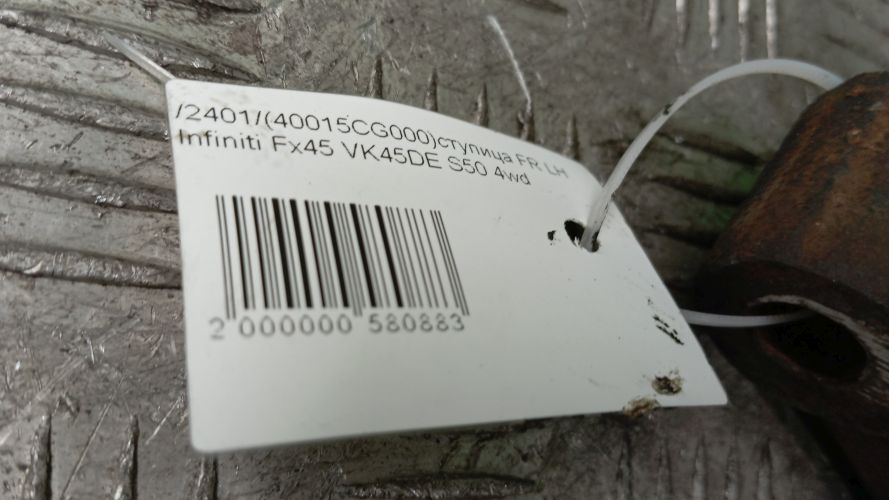 /2401/(40015CG000)ступица FR LH
Infiniti Fx45 VK45DE S50 4wd
2 000000 580883